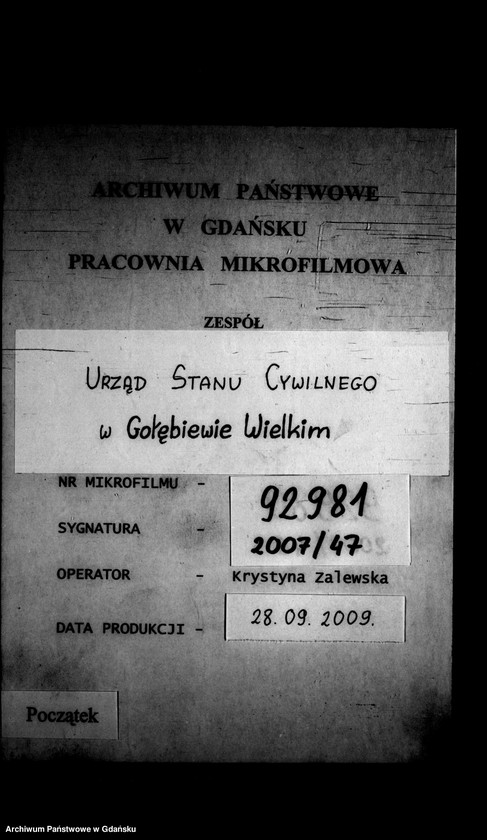 ARCHIWUM PAŃSTWOWE
W GDAŃSKU
PRACOWNIA MIKROFILMOWA
ZESPÓŁ
URZĄD STANU CYWILNEGO
w Gołębiewie Wielkim
NR MIKROFILMU - 92981
SYGNATURA - 2007/47
OPERATOR - Krystyna Zalewska
DATA PRODUKCJI - 28.09.2009.
Początek
Archiwum Państwowe w Gdańsku